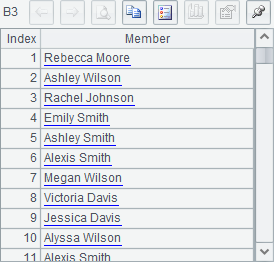 B3
Index Member
1 Rebecca Moore
2 Ashley Wilson
3 Rachel Johnson
4 Emily Smith
5 Ashley Smith
6 Alexis Smith
7 Megan Wilson
8 Victoria Davis
9 Jessica Davis
10 Alyssa Wilson
11 Alexis Smith